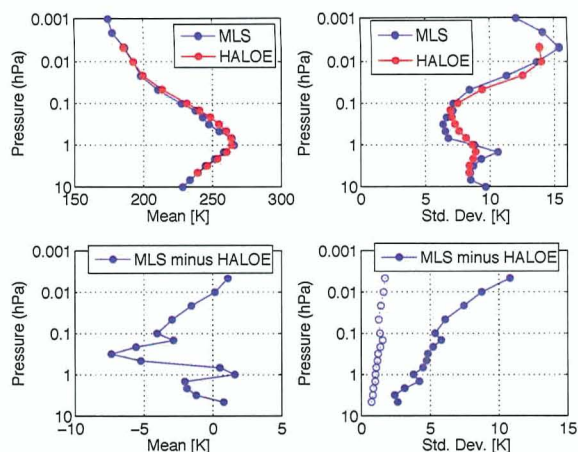 0.001
0.01
0.1
1
10
Pressure (hPa)
MLS
HALOE
150
200
250
300
Mean [K]
0.001
0.01
0.1
1
10
Pressure (hPa)
MLS
HALOE
0
5
10
15
Std. Dev. [K]
0.001
0.01
0.1
1
10
Pressure (hPa)
MLS minus HALOE
−10
−5
0
5
Mean [K]
0.001
0.01
0.1
1
10
Pressure (hPa)
MLS minus HALOE
0
5
10
15
Std. Dev. [K]